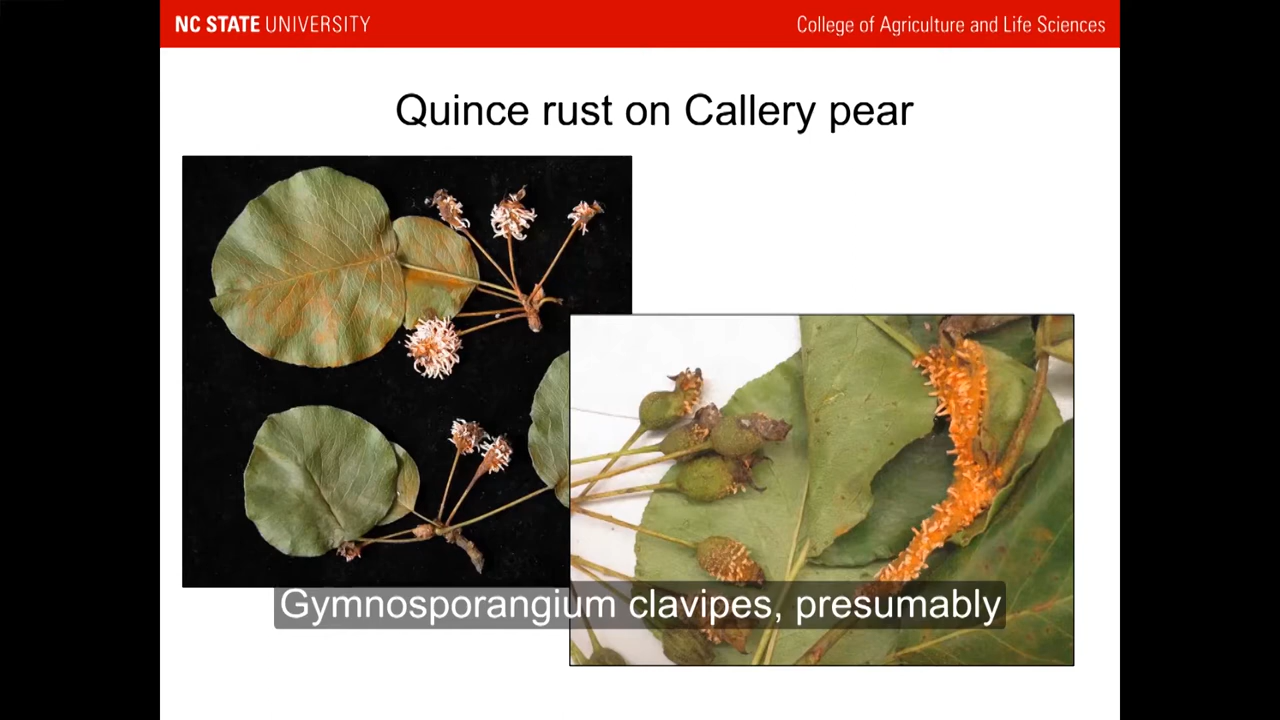 NC STATE UNIVERSITY
College of Agriculture and Life Sciences
Quince rust on Callery pear
Gymnosporangium clavipes, presumably